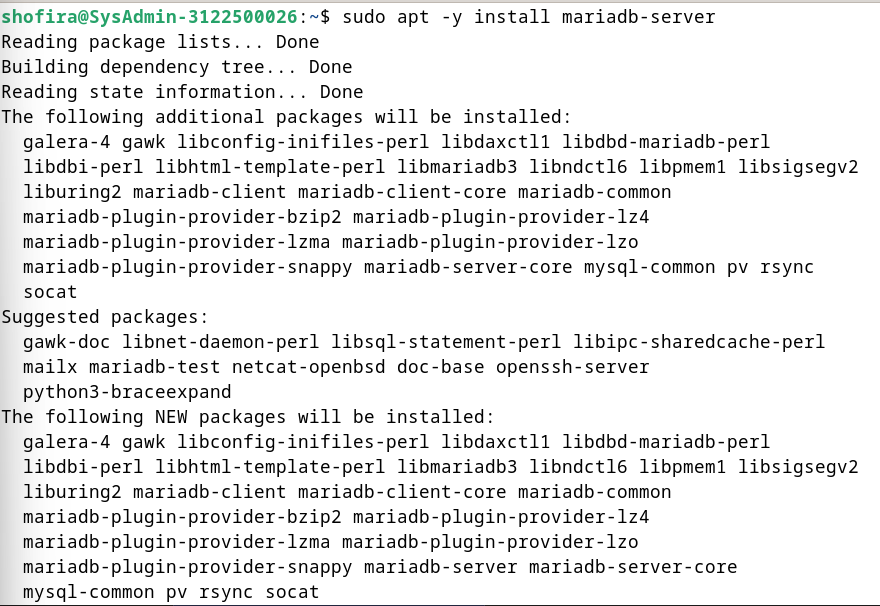 shofira@SysAdmin-3122500026:~$ sudo apt -y install mariadb-server
Reading package lists... Done
Building dependency tree... Done
Reading state information... Done
The following additional packages will be installed:
  galera-4 gawk libconfig-inifiles-perl libdaxctl1 libdbd-mariadb-perl
  libdbi-perl libhtml-template-perl libmariadb3 libndctl6 libpmem1 libsigsegv2
  liburing2 mariadb-client mariadb-client-core mariadb-common
  mariadb-plugin-provider-bzip2 mariadb-plugin-provider-lz4
  mariadb-plugin-provider-lzma mariadb-plugin-provider-lzo
  mariadb-plugin-provider-snappy mariadb-server-core mysql-common pv rsync
  socat
Suggested packages:
  gawk-doc libnet-daemon-perl libsql-statement-perl libipc-sharedcache-perl
  mailx mariadb-test netcat-openbsd doc-base openssh-server
  python3-braceexpand
The following NEW packages will be installed:
  galera-4 gawk libconfig-inifiles-perl libdaxctl1 libdbd-mariadb-perl
  libdbi-perl libhtml-template-perl libmariadb3 libndctl6 libpmem1 libsigsegv2
  liburing2 mariadb-client mariadb-client-core mariadb-common
  mariadb-plugin-provider-bzip2 mariadb-plugin-provider-lz4
  mariadb-plugin-provider-lzma mariadb-plugin-provider-lzo
  mariadb-plugin-provider-snappy mariadb-server mariadb-server-core
  mysql-common pv rsync socat